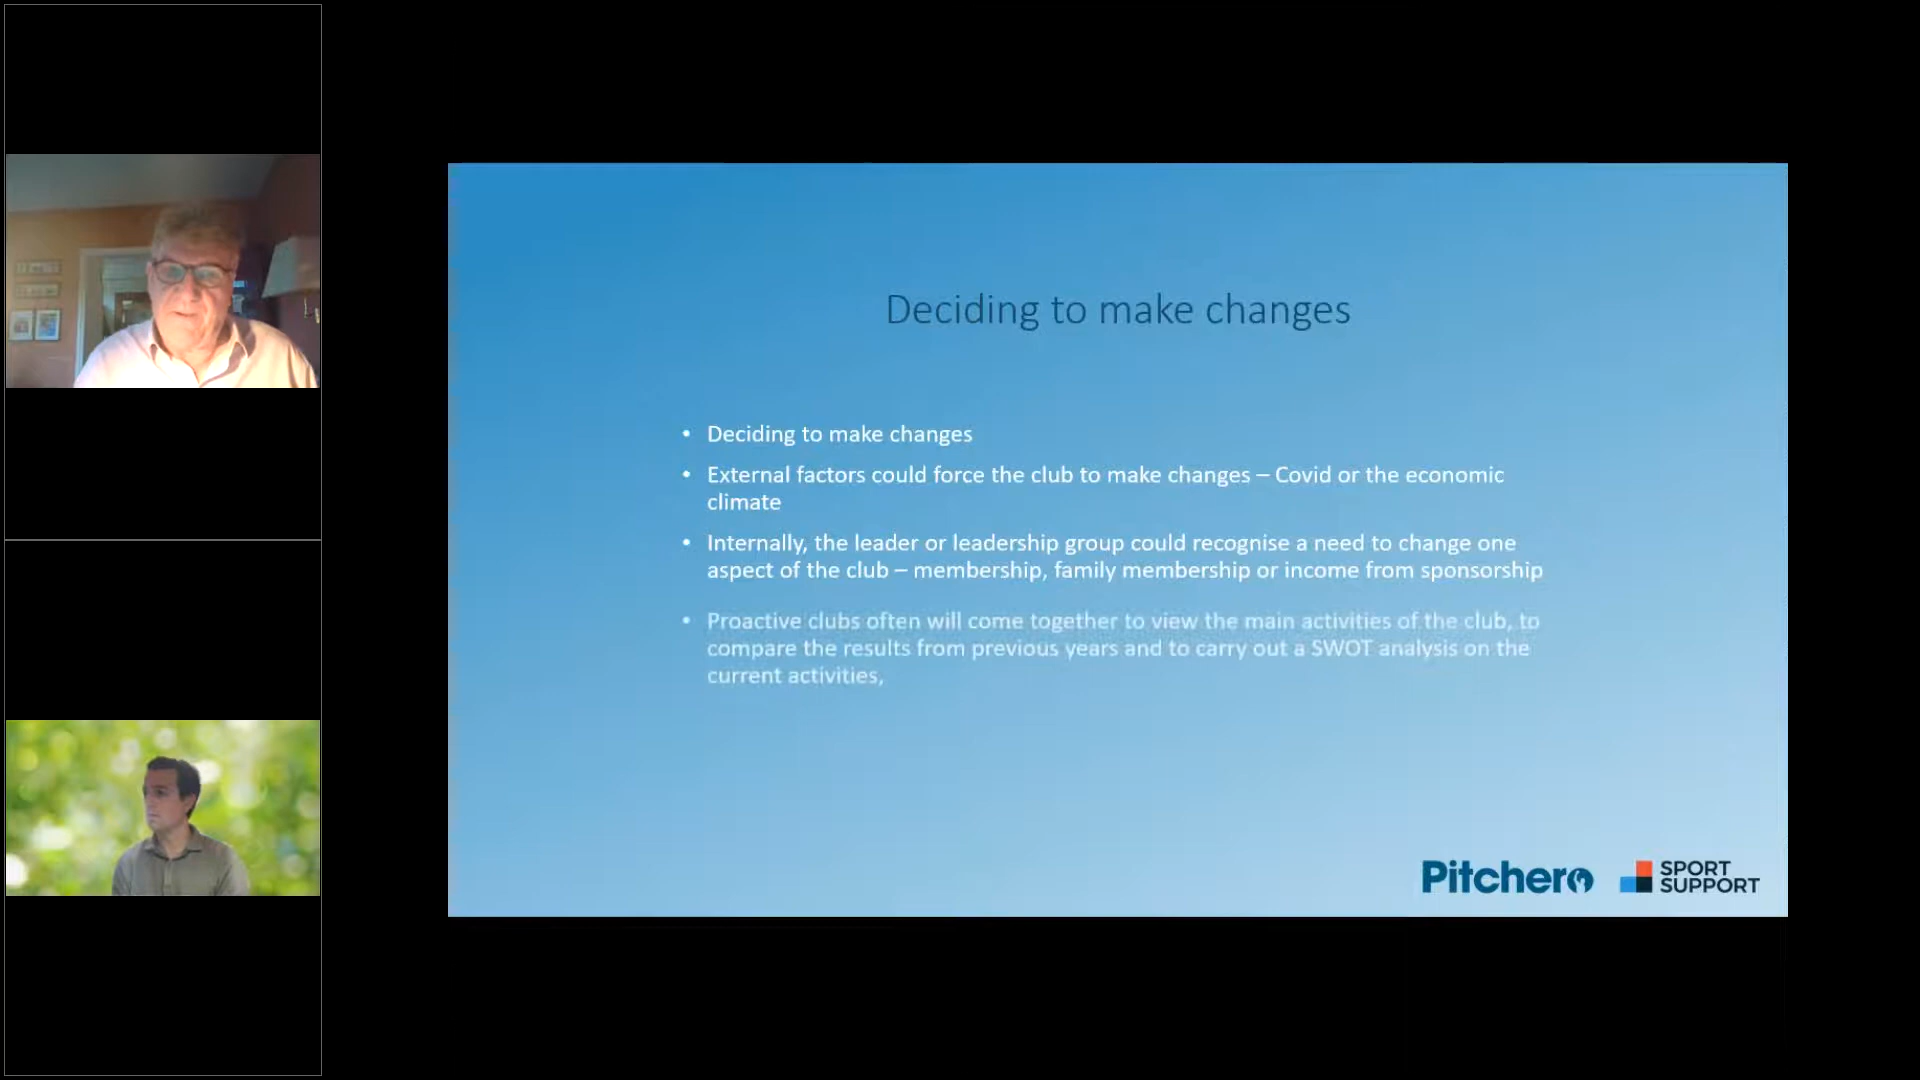 Deciding to make changes
• Deciding to make changes
• External factors could force the club to make changes – Covid or the economic
climate
• Internally, the leader or leadership group could recognise a need to change one
aspect of the club – membership, family membership or income from sponsorship
• Proactive clubs often will come together to view the main activities of the club, to
compare the results from previous years and to carry out a SWOT analysis on the
current activities,
Pitchero
SPORT
SUPPORT